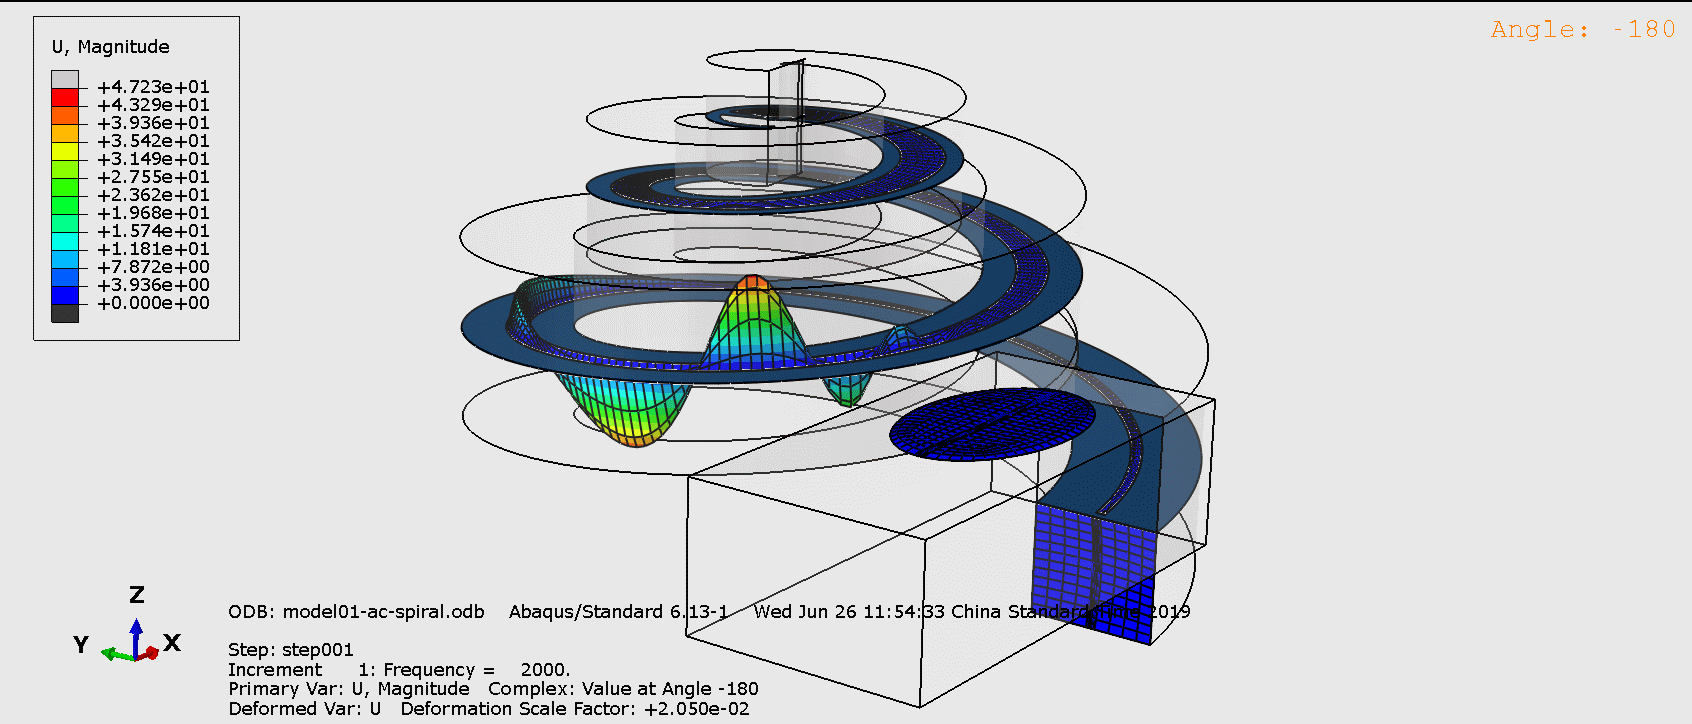 Angle: -180
U, Magnitude
+4.723e+01
+4.329e+01
+3.936e+01
+3.542e+01
+3.149e+01
+2.755e+01
+2.362e+01
+1.968e+01
+1.574e+01
+1.181e+01
+7.872e+00
+3.936e+00
+0.000e+00
Z
Y
X
ODB: model01-ac-spiral.odb Abaqus/Standard 6.13-1 Wed Jun 26 11:54:33 China Standard Time 2019
Step: step001
Increment 1: Frequency = 2000.
Primary Var: U, Magnitude Complex: Value at Angle -180
Deformed Var: U Deformation Scale Factor: +2.050e-02